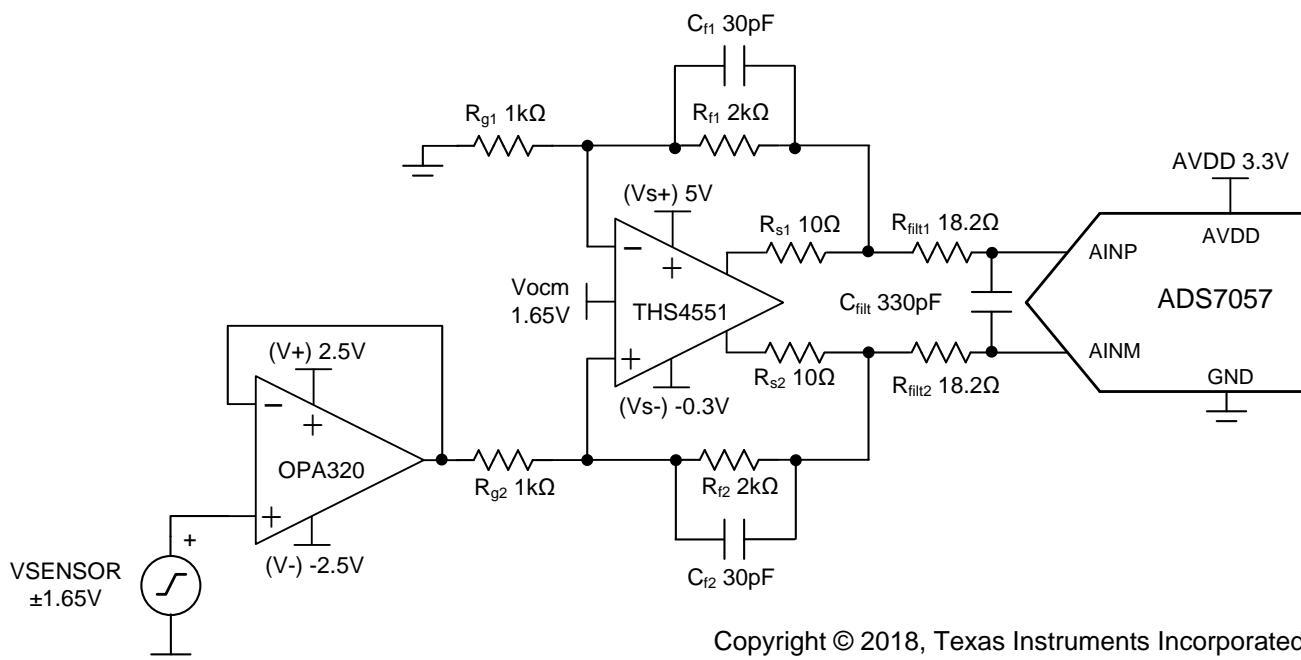 Cf1 30pF
Rg1 1kΩ
Rf1 2kΩ
AVDD 3.3V
(Vs+) 5V
Rs1 10Ω
Rfilt1 18.2Ω
AVDD
AINP
−
+
Vocm
1.65V
THS4551
Cfilt 330pF
ADS7057
+
(V+) 2.5V
Rs2 10Ω
AINM
Rfilt2 18.2Ω
GND
(Vs-) -0.3V
−
+
OPA320
Rg2 1kΩ
Rf2 2kΩ
+
+
(V-) -2.5V
VSENSOR
±1.65V
Cf2 30pF
Copyright © 2018, Texas Instruments Incorporated